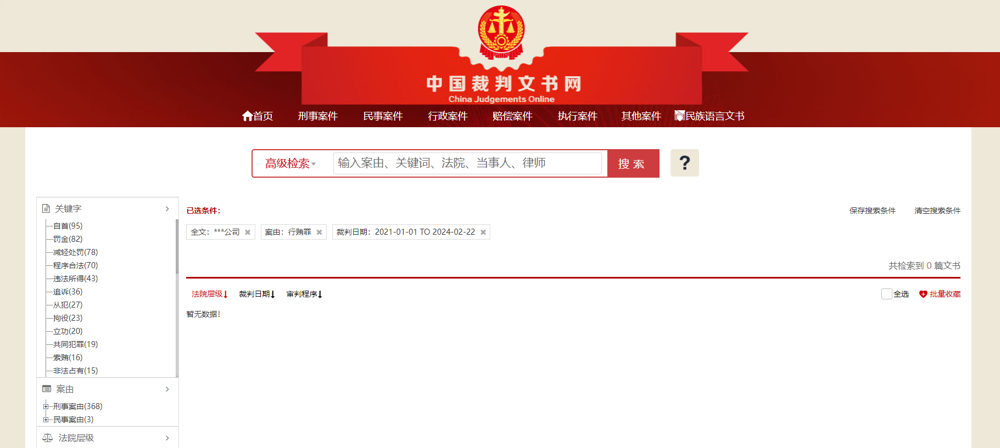 中国裁判文书网
China Judgements Online
首页 刑事案件 民事案件 行政案件 赔偿案件 执行案件 其他案件 民族语言文书
高级检索 输入案由、关键词、法院、当事人、律师 搜索 ?
关键字
自首(95)
罚金(82)
减轻处罚(78)
程序合法(70)
违法所得(43)
追诉(36)
从犯(27)
拘役(23)
立功(20)
共同犯罪(19)
索贿(16)
非法占有(15)
案由
刑事案由(368)
民事案由(3)
法院层级
已选条件: 保存搜索条件 清空搜索条件
全文: ***公司 案由: 行贿罪 裁判日期: 2021-01-01 TO 2024-02-22
共检索到 0 篇文书
法院层级 裁判日期 审判程序 全选 批量收藏
暂无数据!